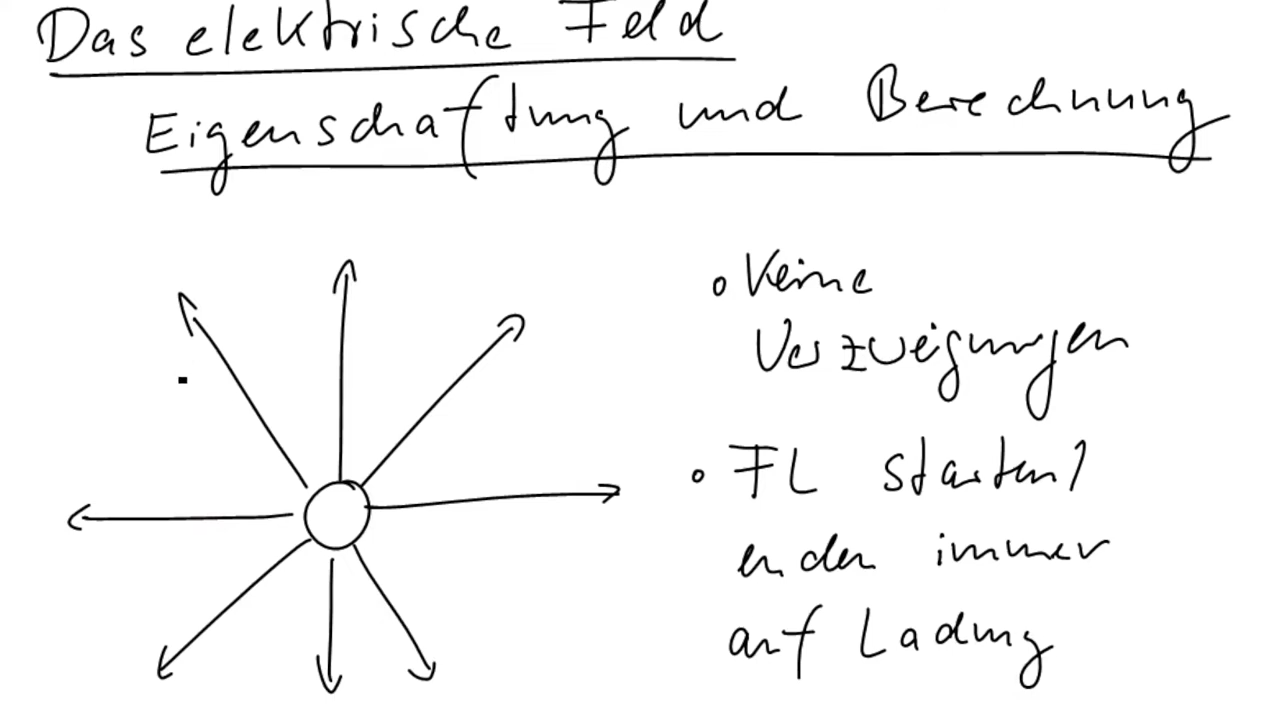 Das elektrische Feld
Eigenschaftung und Berechnung
• Keine
Verzweigungen
• FL starten/
enden immer
auf Ladung